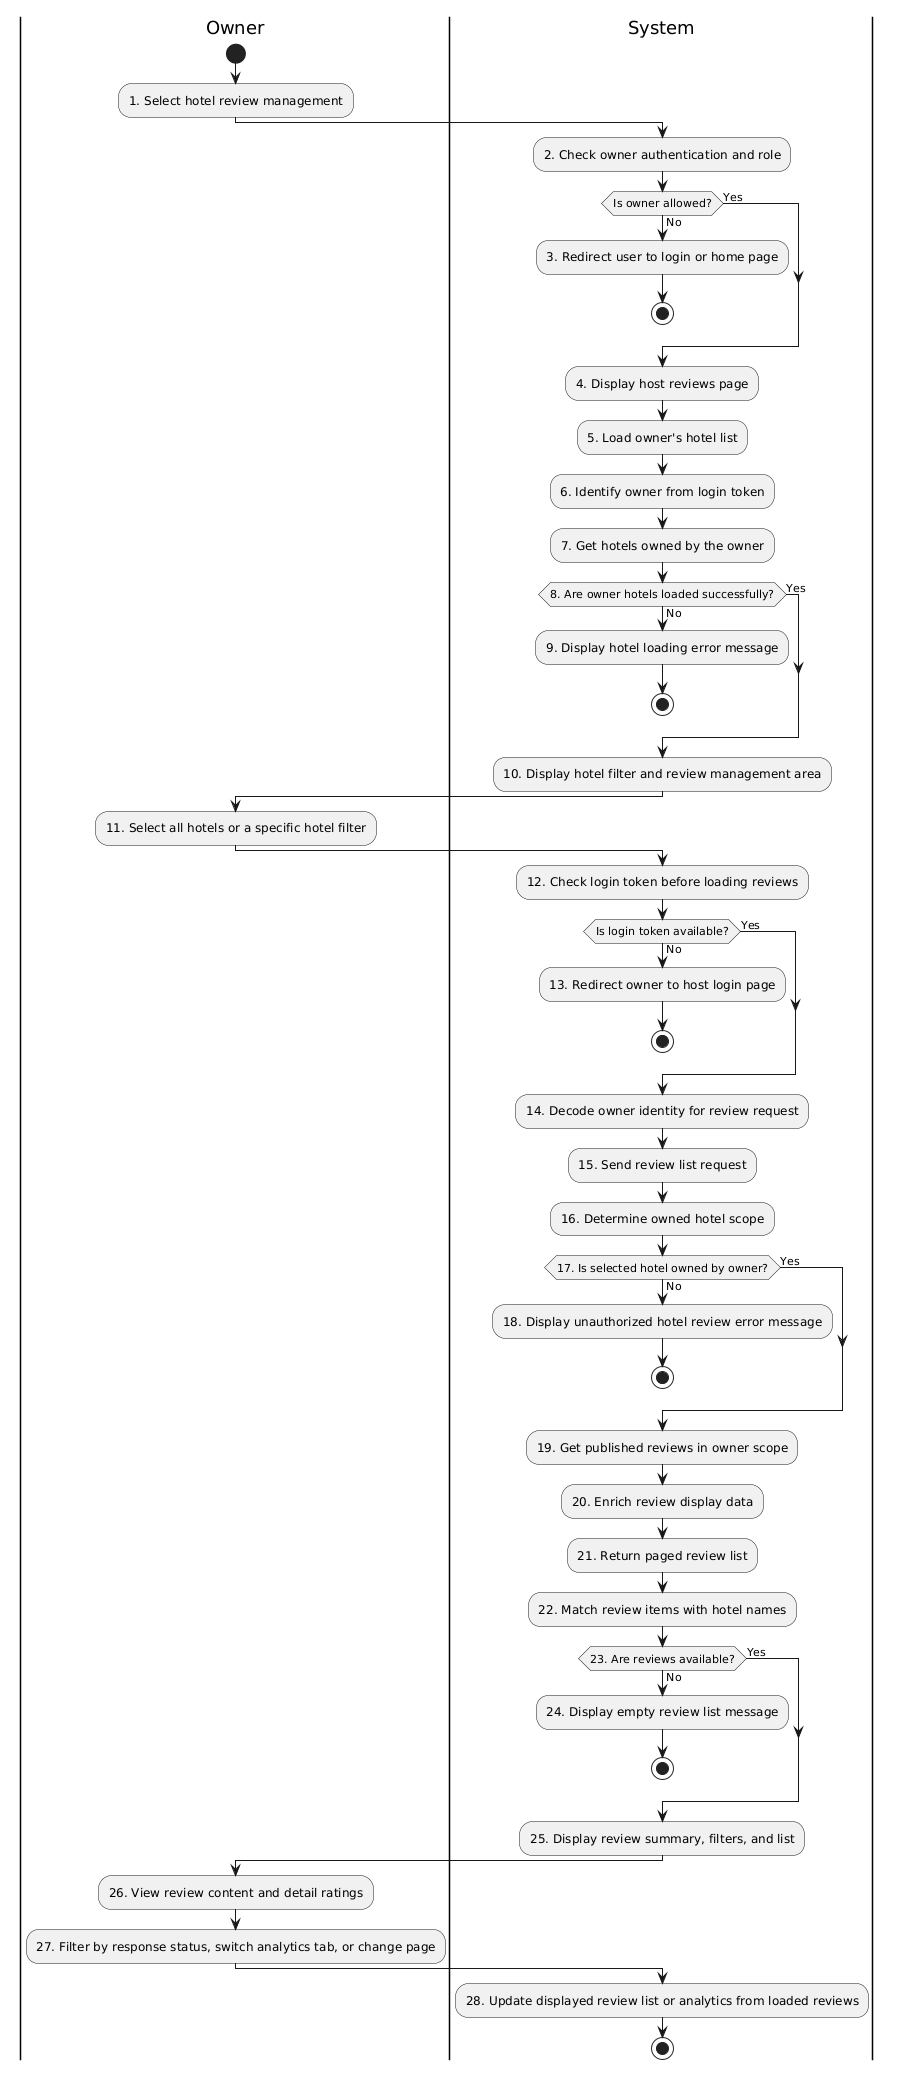 Owner
System
1. Select hotel review management
2. Check owner authentication and role
Is owner allowed?
Yes
No
3. Redirect user to login or home page
4. Display host reviews page
5. Load owner's hotel list
6. Identify owner from login token
7. Get hotels owned by the owner
8. Are owner hotels loaded successfully?
Yes
No
9. Display hotel loading error message
10. Display hotel filter and review management area
11. Select all hotels or a specific hotel filter
12. Check login token before loading reviews
Is login token available?
Yes
No
13. Redirect owner to host login page
14. Decode owner identity for review request
15. Send review list request
16. Determine owned hotel scope
17. Is selected hotel owned by owner?
Yes
No
18. Display unauthorized hotel review error message
19. Get published reviews in owner scope
20. Enrich review display data
21. Return paged review list
22. Match review items with hotel names
23. Are reviews available?
Yes
No
24. Display empty review list message
25. Display review summary, filters, and list
26. View review content and detail ratings
27. Filter by response status, switch analytics tab, or change page
28. Update displayed review list or analytics from loaded reviews